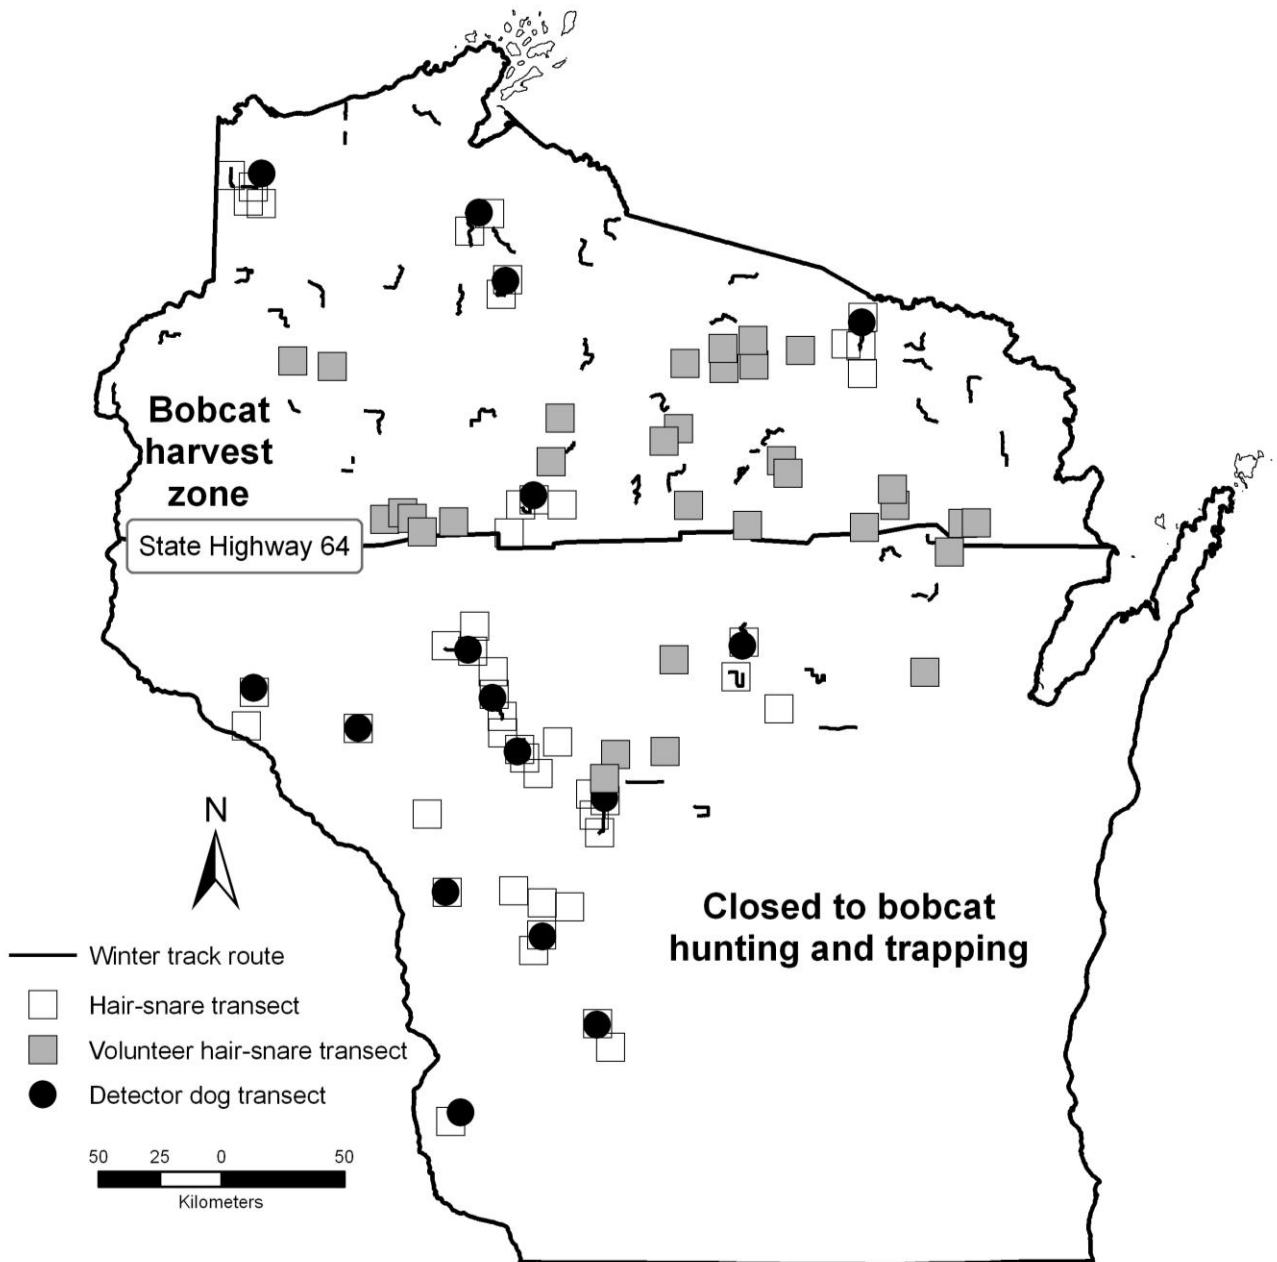 Bobcat
harvest
zone
State Highway 64
N
Closed to bobcat
hunting and trapping
Winter track route
Hair-snare transect
Volunteer hair-snare transect
Detector dog transect
50 25 0 50
Kilometers